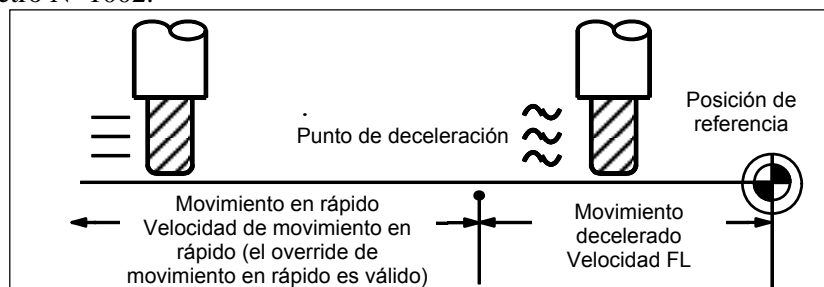 Punto de deceleración
Posición de
referencia
Movimiento en rápido
Velocidad de movimiento en
rápido (el override de
movimiento en rápido es válido)
Movimiento
decelerado
Velocidad FL